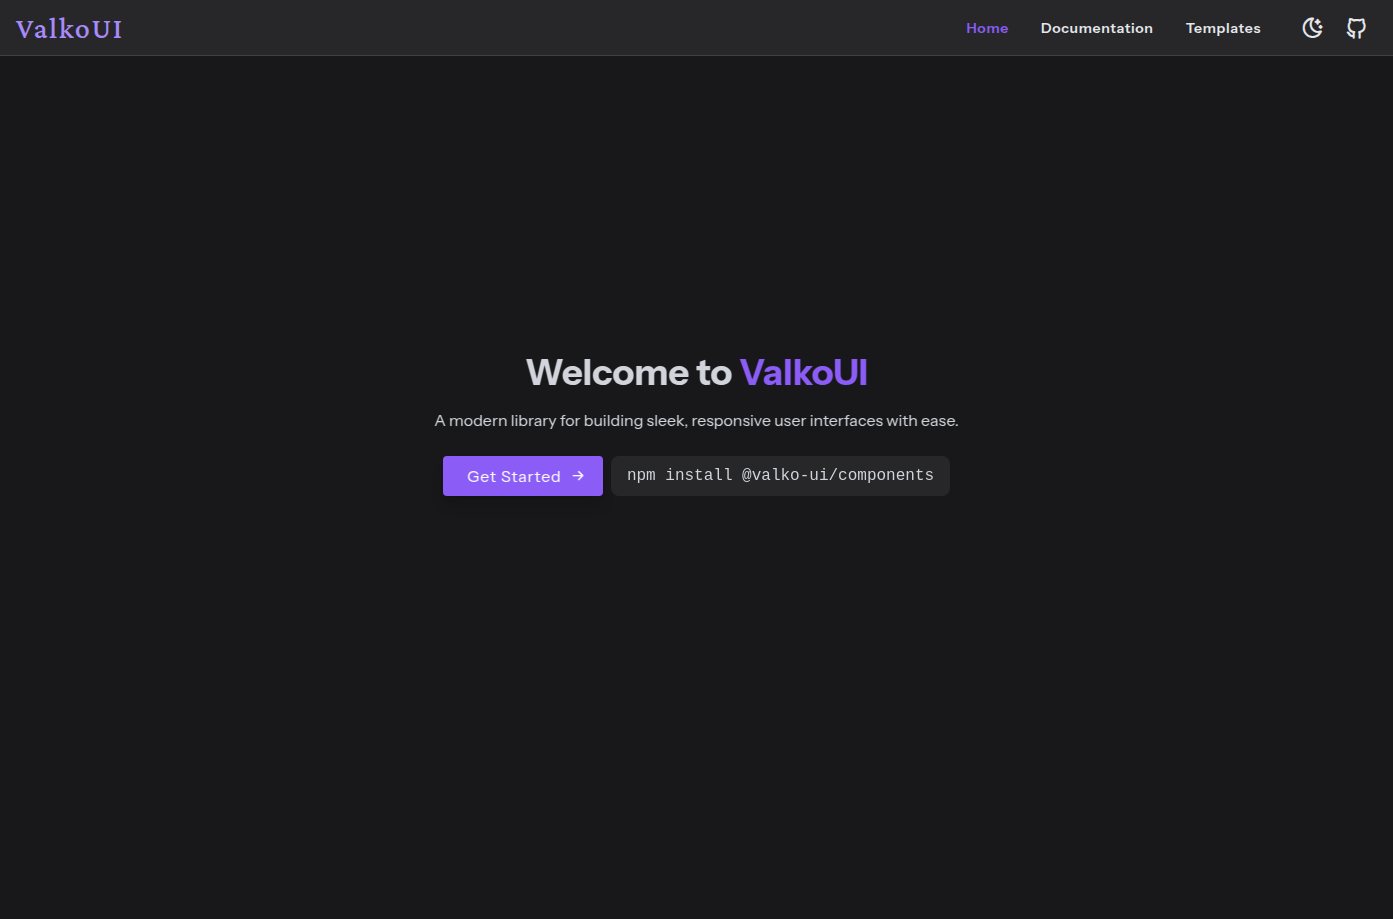 ValkoUI
Home Documentation Templates
Welcome to ValkoUI
A modern library for building sleek, responsive user interfaces with ease.
Get Started →
npm install @valko-ui/components